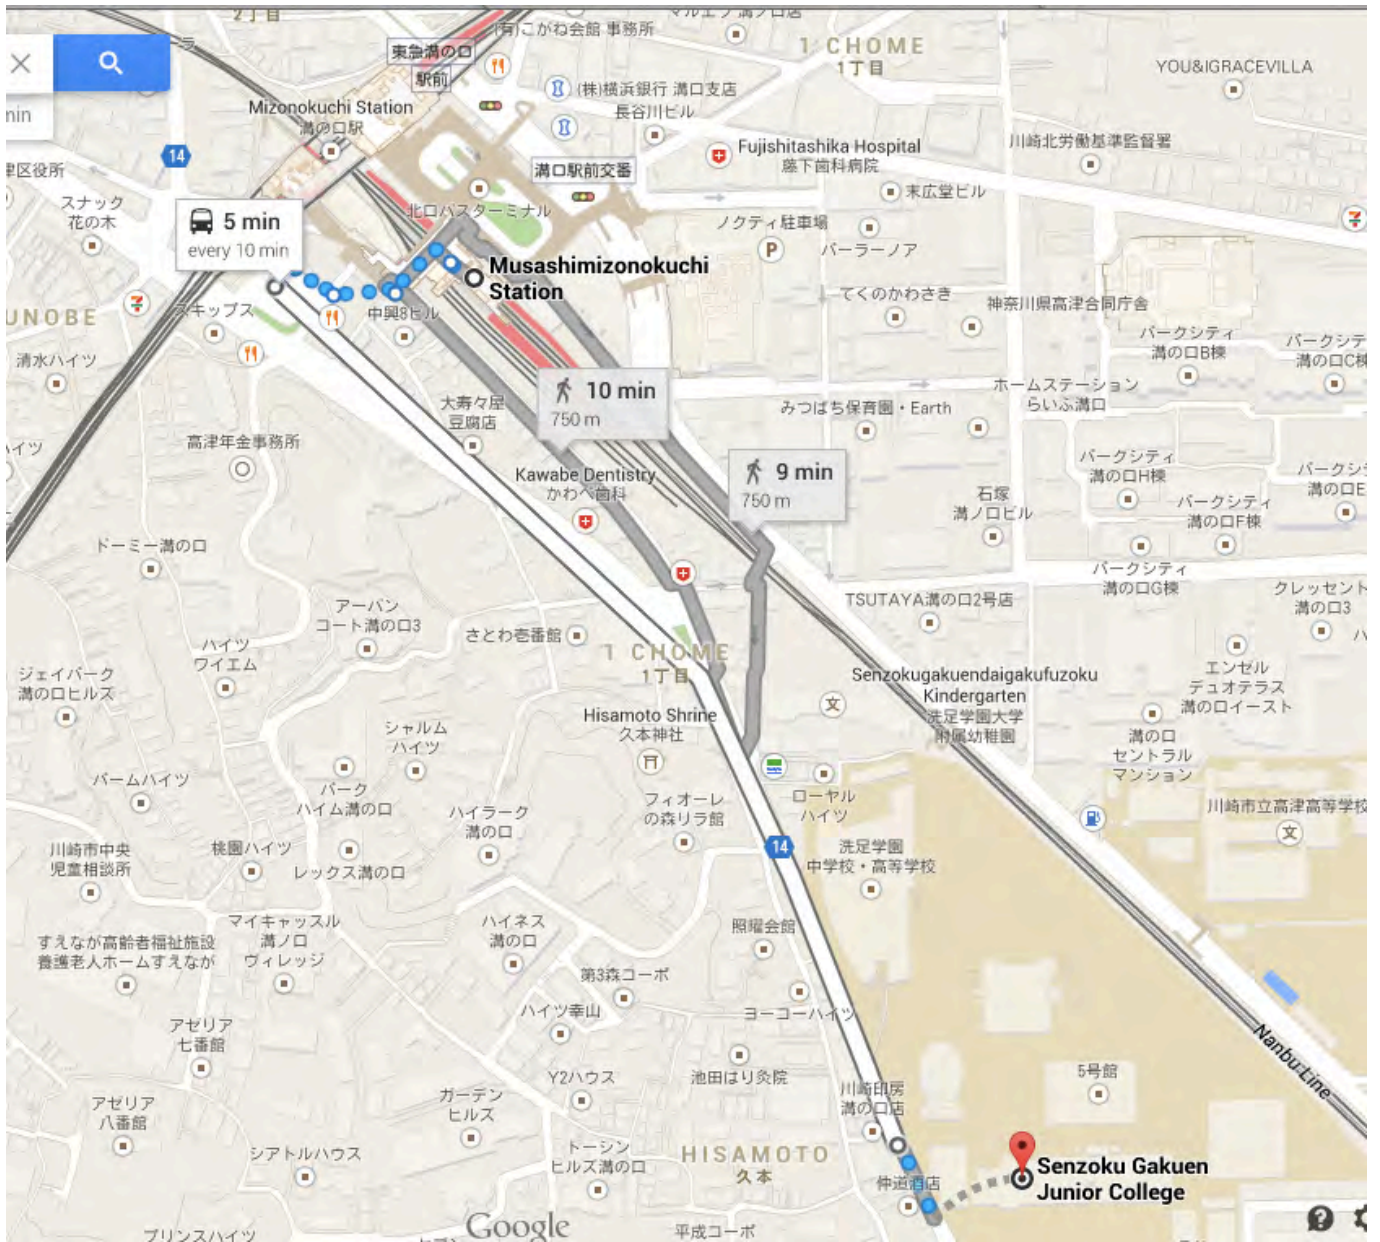 2丁目
マルエツ 溝ノ口店
(有)こがね会館 事務所
1 CHOME
1丁目
東急溝の口
駅前
YOU&IGRACEVILLA
(株)横浜銀行 溝口支店
長谷川ビル
min
Mizonokuchi Station
溝の口駅
14
Fujishitashika Hospital
藤下歯科病院
川崎北労働基準監督署
津区役所
溝口駅前交番
末広堂ビル
スナック
花の木
北口バスターミナル
ノクティ駐車場
P
パーラーノア
5 min
every 10 min
Musashimizonokuchi
Station
てくのかわさき
神奈川県高津合同庁舎
UNOBE
スキップス
中興8ビル
パークシティ
溝の口B棟
パークシテ
溝の口C棟
清水ハイツ
10 min
750 m
ホームステーション
らいふ溝口
大寿々屋
豆腐店
みつばち保育園・Earth
ハイツ
高津年金事務所
Kawabe Dentistry
かわべ歯科
9 min
750 m
パークシティ
溝の口H棟
パークシ
溝の口E
石塚
溝ノ口ビル
パークシティ
溝の口F棟
ドーミー溝の口
パークシティ
溝の口G棟
クレッセント
溝の口3
TSUTAYA溝の口2号店
アーバン
コート溝の口3
さとわ壱番館
ハイツ
ワイエム
1 CHOME
1丁目
ハ
ジェイパーク
溝の口ヒルズ
Senzokugakuendaigakufuzoku
Kindergarten
洗足学園大学
附属幼稚園
エンゼル
デュオテラス
溝の口イースト
文
Hisamoto Shrine
久本神社
シャルム
ハイツ
溝の口
セントラル
マンション
パームハイツ
パーク
ハイム溝の口
ハイラーク
溝の口
フィオーレ
の森リラ館
ローヤル
ハイツ
川崎市立高津高等学校
文
川崎市中央
児童相談所
桃園ハイツ
レックス溝の口
14
洗足学園
中学校・高等学校
マイキャッスル
溝ノ口
ヴィレッジ
ハイネス
溝の口
照曜会館
すえなが高齢者福祉施設
養護老人ホームすえなが
第3森コーポ
ハイツ幸山
ヨーコーハイツ
アゼリア
七番館
Nanbu Line
Y2ハウス
池田はり灸院
5号館
アゼリア
八番館
ガーデン
ヒルズ
川崎印房
溝の口店
シアトルハウス
トーシン
ヒルズ溝の口
HISAMOTO
久本
Senzoku Gakuen
Junior College
仲道酒店
プリンスハイツ
Google
平成コーポ